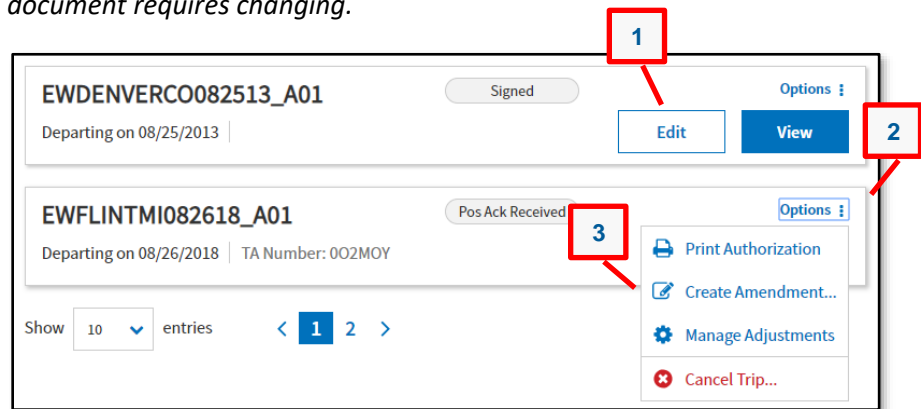 document requires changing.
1
EWDENVERCO082513_A01 Signed Options
Departing on 08/25/2013 Edit View 2
EWFLINTMI082618_A01 Pos Ack Received Options
3
Departing on 08/26/2018 TA Number: 0O2MOY Print Authorization
Create Amendment...
Show 10 entries < 1 2 >
Manage Adjustments
Cancel Trip...